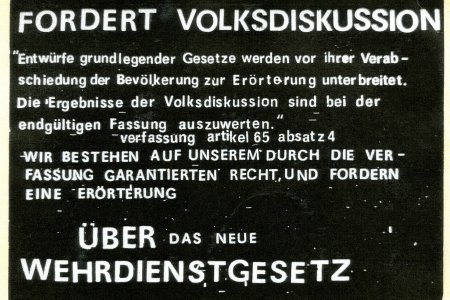 FORDERT VOLKSDISKUSSION
"Entwürfe grundlegender Gesetze werden vor ihrer Verab-
schiedung der Bevölkerung zur Erörterung unterbreitet.
Die Ergebnisse der Volksdiskussion sind bei der
endgültigen Fassung auszuwerten."
verfassung artikel 65 absatz 4
WIR BESTEHEN AUF UNSEREM DURCH DIE VER-
FASSUNG GARANTIERTEN RECHT, UND FORDERN
EINE ERÖRTERUNG
ÜBER DAS NEUE
WEHRDIENSTGESETZ